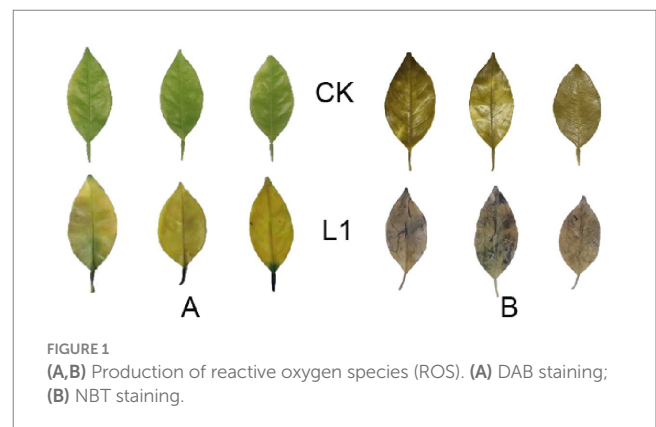 CK
L1
A
B
FIGURE 1
(A,B) Production of reactive oxygen species (ROS). (A) DAB staining;
(B) NBT staining.